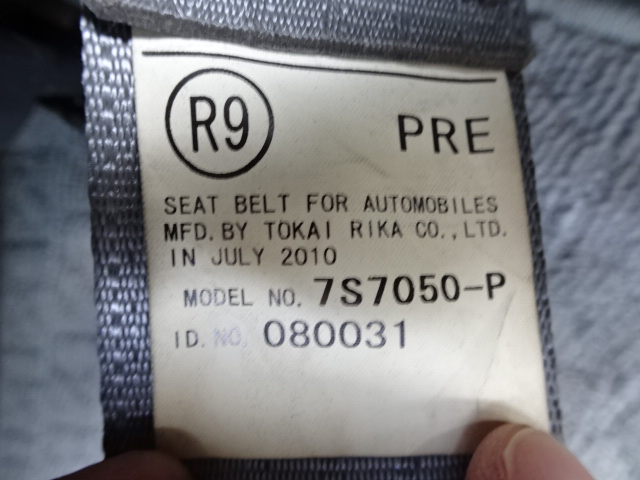 R9 PRE
SEAT BELT FOR AUTOMOBILES
MFD. BY TOKAI RIKA CO., LTD.
IN JULY 2010
MODEL NO. 7S7050-P
ID. NO. 080031